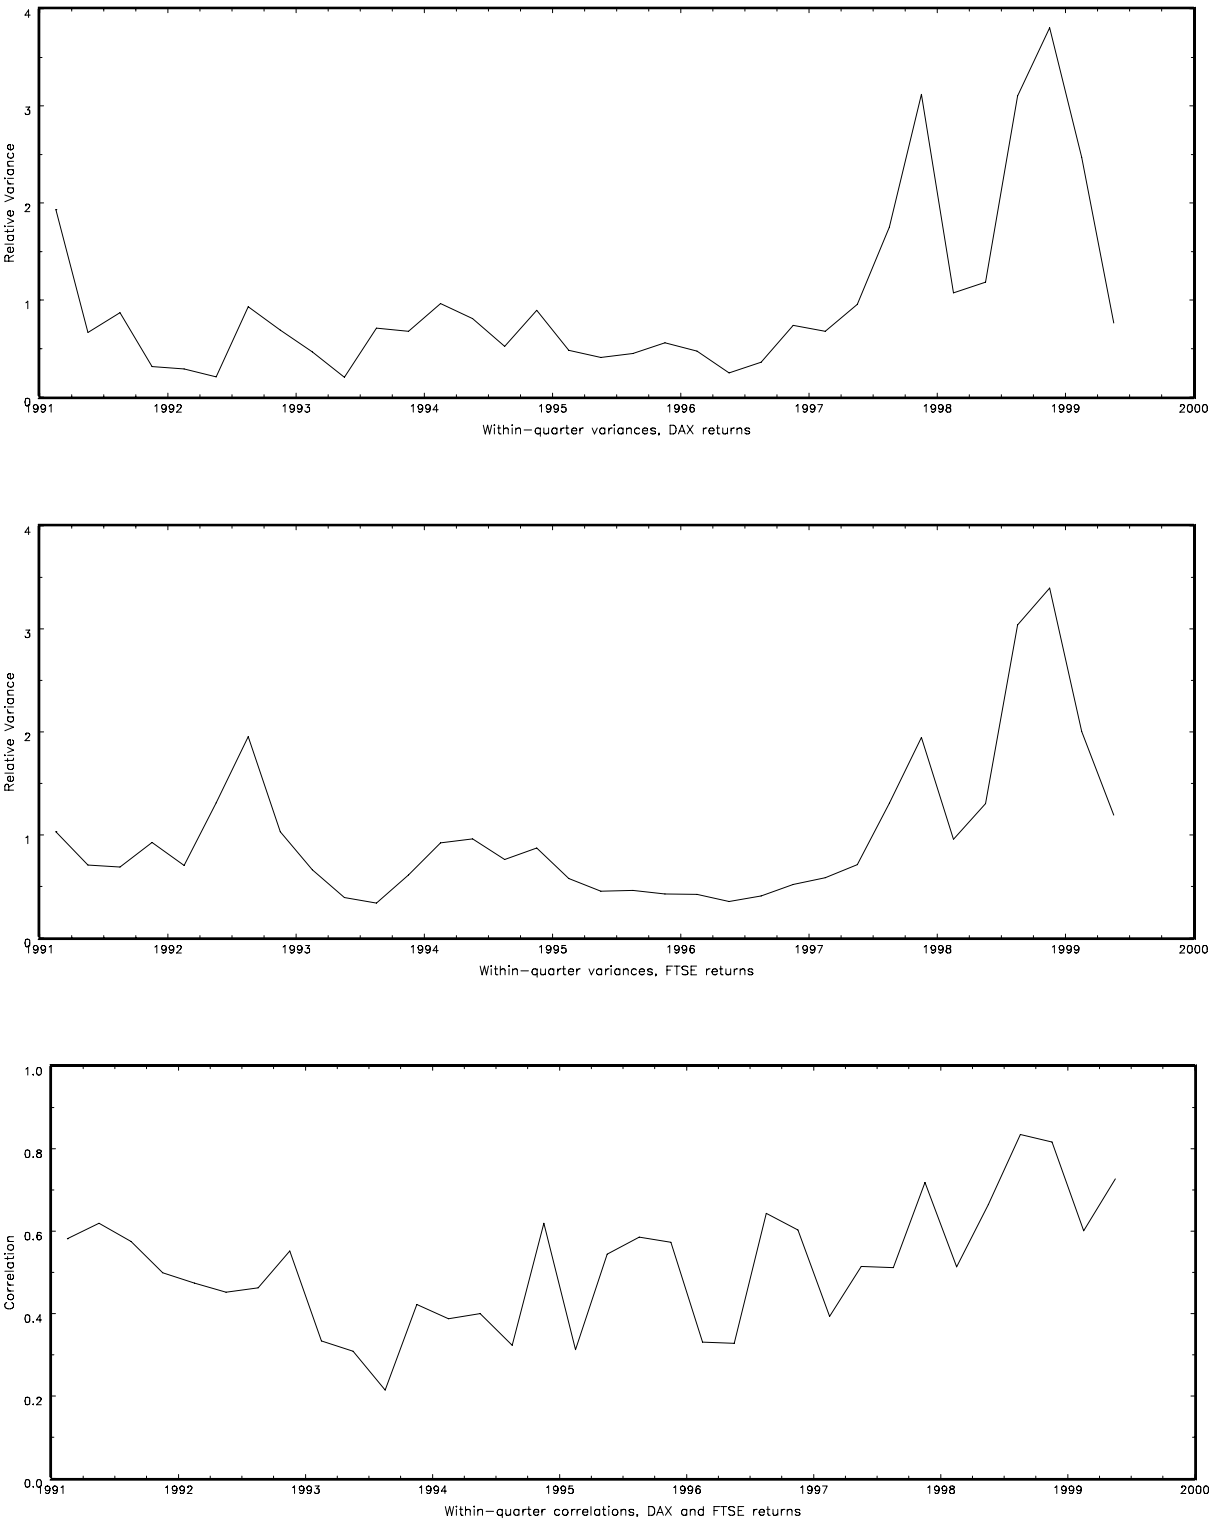 4
3
2
1
0
Relative Variance
1991 1992 1993 1994 1995 1996 1997 1998 1999 2000
Within-quarter variances, DAX returns
4
3
2
1
0
Relative Variance
1991 1992 1993 1994 1995 1996 1997 1998 1999 2000
Within-quarter variances, FTSE returns
1.0
0.8
0.6
0.4
0.2
0.0
Correlation
1991 1992 1993 1994 1995 1996 1997 1998 1999 2000
Within-quarter correlations, DAX and FTSE returns